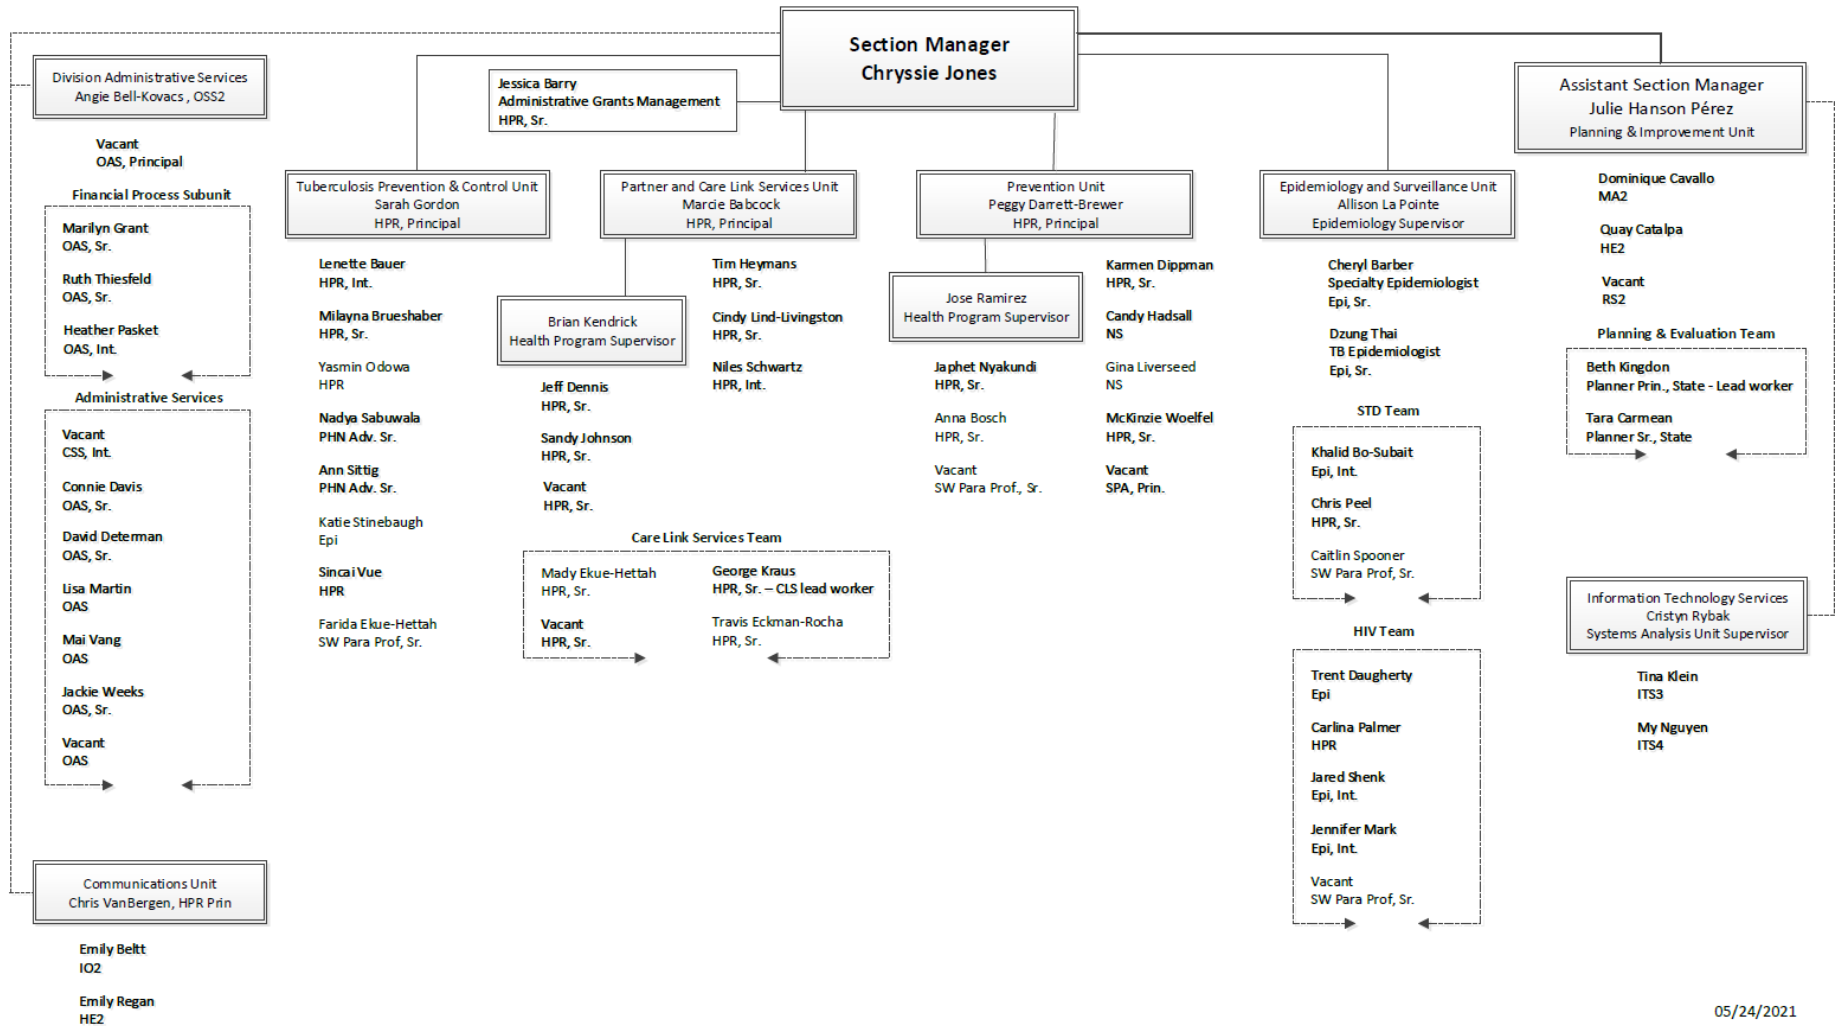 Section Manager
Chryssie Jones
Jessica Barry
Administrative Grants Management
HPR, Sr.
Division Administrative Services
Angie Bell-Kovacs , OSS2
Vacant
OAS, Principal
Financial Process Subunit
Marilyn Grant
OAS, Sr.
Ruth Thiesfeld
OAS, Sr.
Heather Pasket
OAS, Int.
Administrative Services
Vacant
CSS, Int.
Connie Davis
OAS, Sr.
David Determan
OAS, Sr.
Lisa Martin
OAS
Mai Vang
OAS
Jackie Weeks
OAS, Sr.
Vacant
OAS
Communications Unit
Chris VanBergen, HPR Prin
Emily Beltt
IO2
Emily Regan
HE2
Tuberculosis Prevention & Control Unit
Sarah Gordon
HPR, Principal
Lenette Bauer
HPR, Int.
Milayna Brueshaber
HPR, Sr.
Yasmin Odowa
HPR
Nadya Sabuwala
PHN Adv. Sr.
Ann Sittig
PHN Adv. Sr.
Katie Stinebaugh
Epi
Sincai Vue
HPR
Farida Ekue-Hettah
SW Para Prof, Sr.
Partner and Care Link Services Unit
Marcie Babcock
HPR, Principal
Brian Kendrick
Health Program Supervisor
Jeff Dennis
HPR, Sr.
Sandy Johnson
HPR, Sr.
Vacant
HPR, Sr.
Tim Heymans
HPR, Sr.
Cindy Lind-Livingston
HPR, Sr.
Niles Schwartz
HPR, Int.
Care Link Services Team
Mady Ekue-Hettah
HPR, Sr.
Vacant
HPR, Sr.
George Kraus
HPR, Sr. – CLS lead worker
Travis Eckman-Rocha
HPR, Sr.
Prevention Unit
Peggy Darrett-Brewer
HPR, Principal
Jose Ramirez
Health Program Supervisor
Japhet Nyakundi
HPR, Sr.
Anna Bosch
HPR, Sr.
Vacant
SW Para Prof., Sr.
Karmen Dippman
HPR, Sr.
Candy Hadsall
NS
Gina Liverseed
NS
McKinzie Woelfel
HPR, Sr.
Vacant
SPA, Prin.
Epidemiology and Surveillance Unit
Allison La Pointe
Epidemiology Supervisor
Cheryl Barber
Specialty Epidemiologist
Epi, Sr.
Dzung Thai
TB Epidemiologist
Epi, Sr.
STD Team
Khalid Bo-Subait
Epi, Int.
Chris Peel
HPR, Sr.
Caitlin Spooner
SW Para Prof, Sr.
HIV Team
Trent Daugherty
Epi
Carlina Palmer
HPR
Jared Shenk
Epi, Int.
Jennifer Mark
Epi, Int.
Vacant
SW Para Prof, Sr.
Assistant Section Manager
Julie Hanson Pérez
Planning & Improvement Unit
Dominique Cavallo
MA2
Quay Catalpa
HE2
Vacant
RS2
Planning & Evaluation Team
Beth Kingdon
Planner Prin., State - Lead worker
Tara Carmean
Planner Sr., State
Information Technology Services
Cristyn Rybak
Systems Analysis Unit Supervisor
Tina Klein
ITS3
My Nguyen
ITS4
05/24/2021